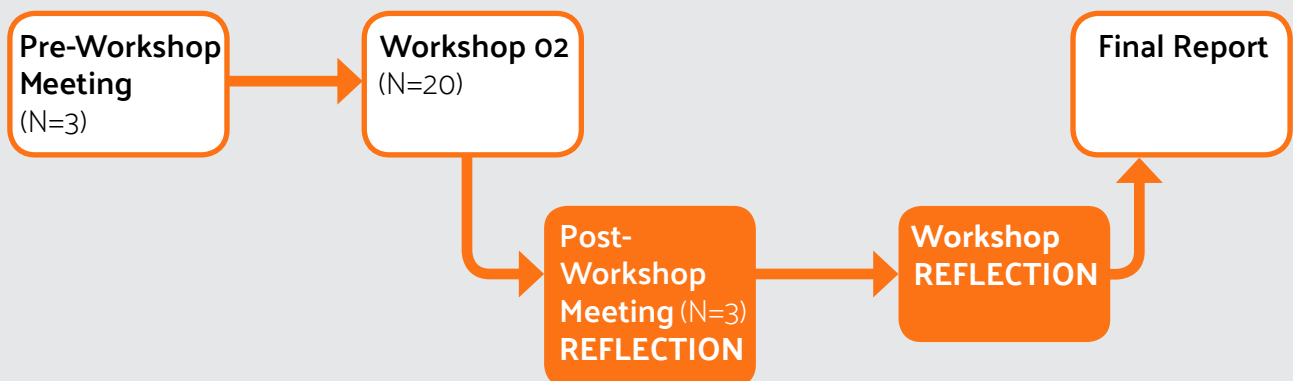 Pre-Workshop
Meeting
(N=3)
Workshop 02
(N=20)
Post-
Workshop
Meeting (N=3)
REFLECTION
Workshop
REFLECTION
Final Report